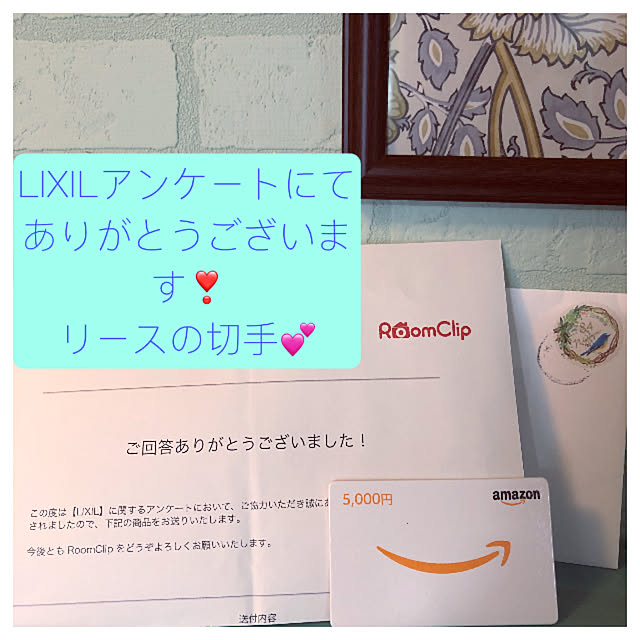 LIXILアンケートにて
ありがとうございま
す❣️
リースの切手💕
RoomClip
84
ご回答ありがとうございました！
この度は【LIXIL】に関するアンケートにおいて、ご協力いただき誠にあ
されましたので、下記の商品をお送りいたします。
今後とも RoomClip をどうぞよろしくお願いいたします。
送付内容
5,000円
amazon